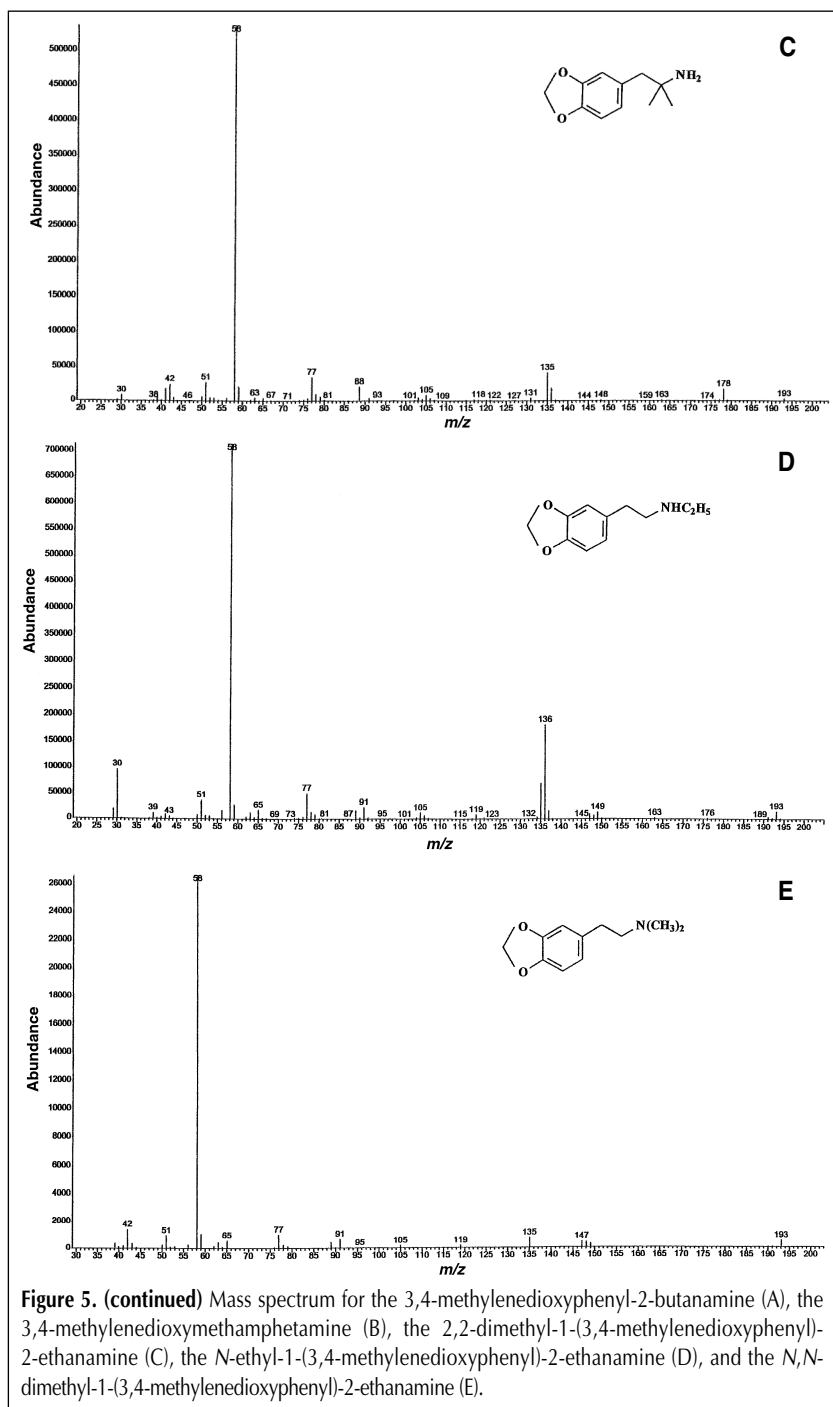 C
58
500000
450000
400000
350000
300000
250000
200000
150000
100000
50000
0
Abundance
O
O
NH₂
30 38 42 46 51 63 67 71 77 81 88 93 101 105 109 118 122 127 131 135 144 148 159 163 174 178 193
20 25 30 35 40 45 50 55 60 65 70 75 80 85 90 95 100 105 110 115 120 125 130 135 140 145 150 155 160 165 170 175 180 185 190 195 200
m/z
D
58
700000
650000
600000
550000
500000
450000
400000
350000
300000
250000
200000
150000
100000
50000
0
Abundance
O
O
NHC₂H₅
30 39 43 51 65 69 73 77 81 87 91 95 101 105 115 119 123 132 136 145 149 163 176 189 193
20 25 30 35 40 45 50 55 60 65 70 75 80 85 90 95 100 105 110 115 120 125 130 135 140 145 150 155 160 165 170 175 180 185 190 195 200
m/z
E
58
26000
24000
22000
20000
18000
16000
14000
12000
10000
8000
6000
4000
2000
0
Abundance
O
O
N(CH₃)₂
42 51 65 77 91 95 105 119 135 147 193
30 35 40 45 50 55 60 65 70 75 80 85 90 95 100 105 110 115 120 125 130 135 140 145 150 155 160 165 170 175 180 185 190 195 200
m/z
Figure 5. (continued) Mass spectrum for the 3,4-methylenedioxyphenyl-2-butanamine (A), the
3,4-methylenedioxymethamphetamine (B), the 2,2-dimethyl-1-(3,4-methylenedioxyphenyl)-
2-ethanamine (C), the N-ethyl-1-(3,4-methylenedioxyphenyl)-2-ethanamine (D), and the N,N-
dimethyl-1-(3,4-methylenedioxyphenyl)-2-ethanamine (E).